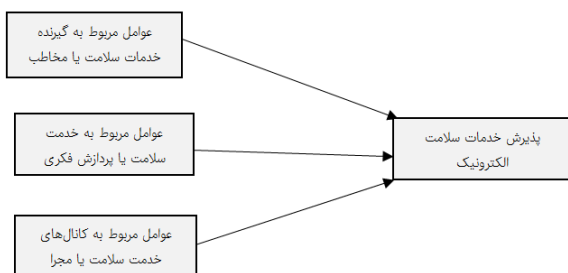 عوامل مربوط به گیرنده
خدمات سلامت یا مخاطب
عوامل مربوط به خدمت
سلامت یا پردازش فکری
عوامل مربوط به کانال‌های
خدمت سلامت یا مجرا
پذیرش خدمات سلامت
الکترونیک